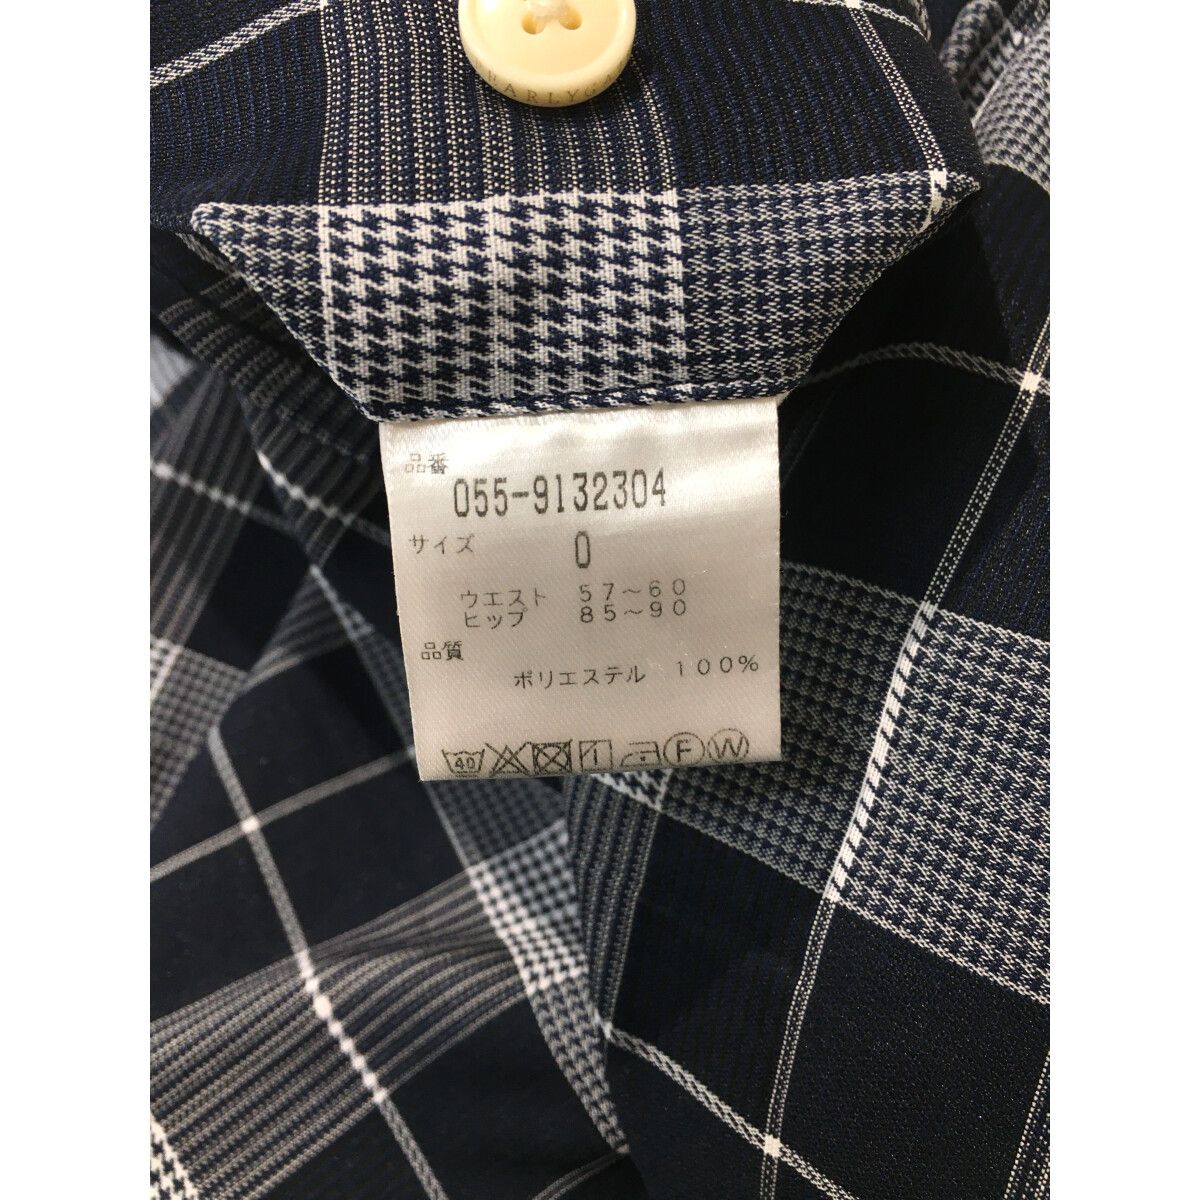 品番
055-9132304
サイズ 0
ウエスト 57～60
ヒップ 85～90
品質
ポリエステル 100%
40 F W